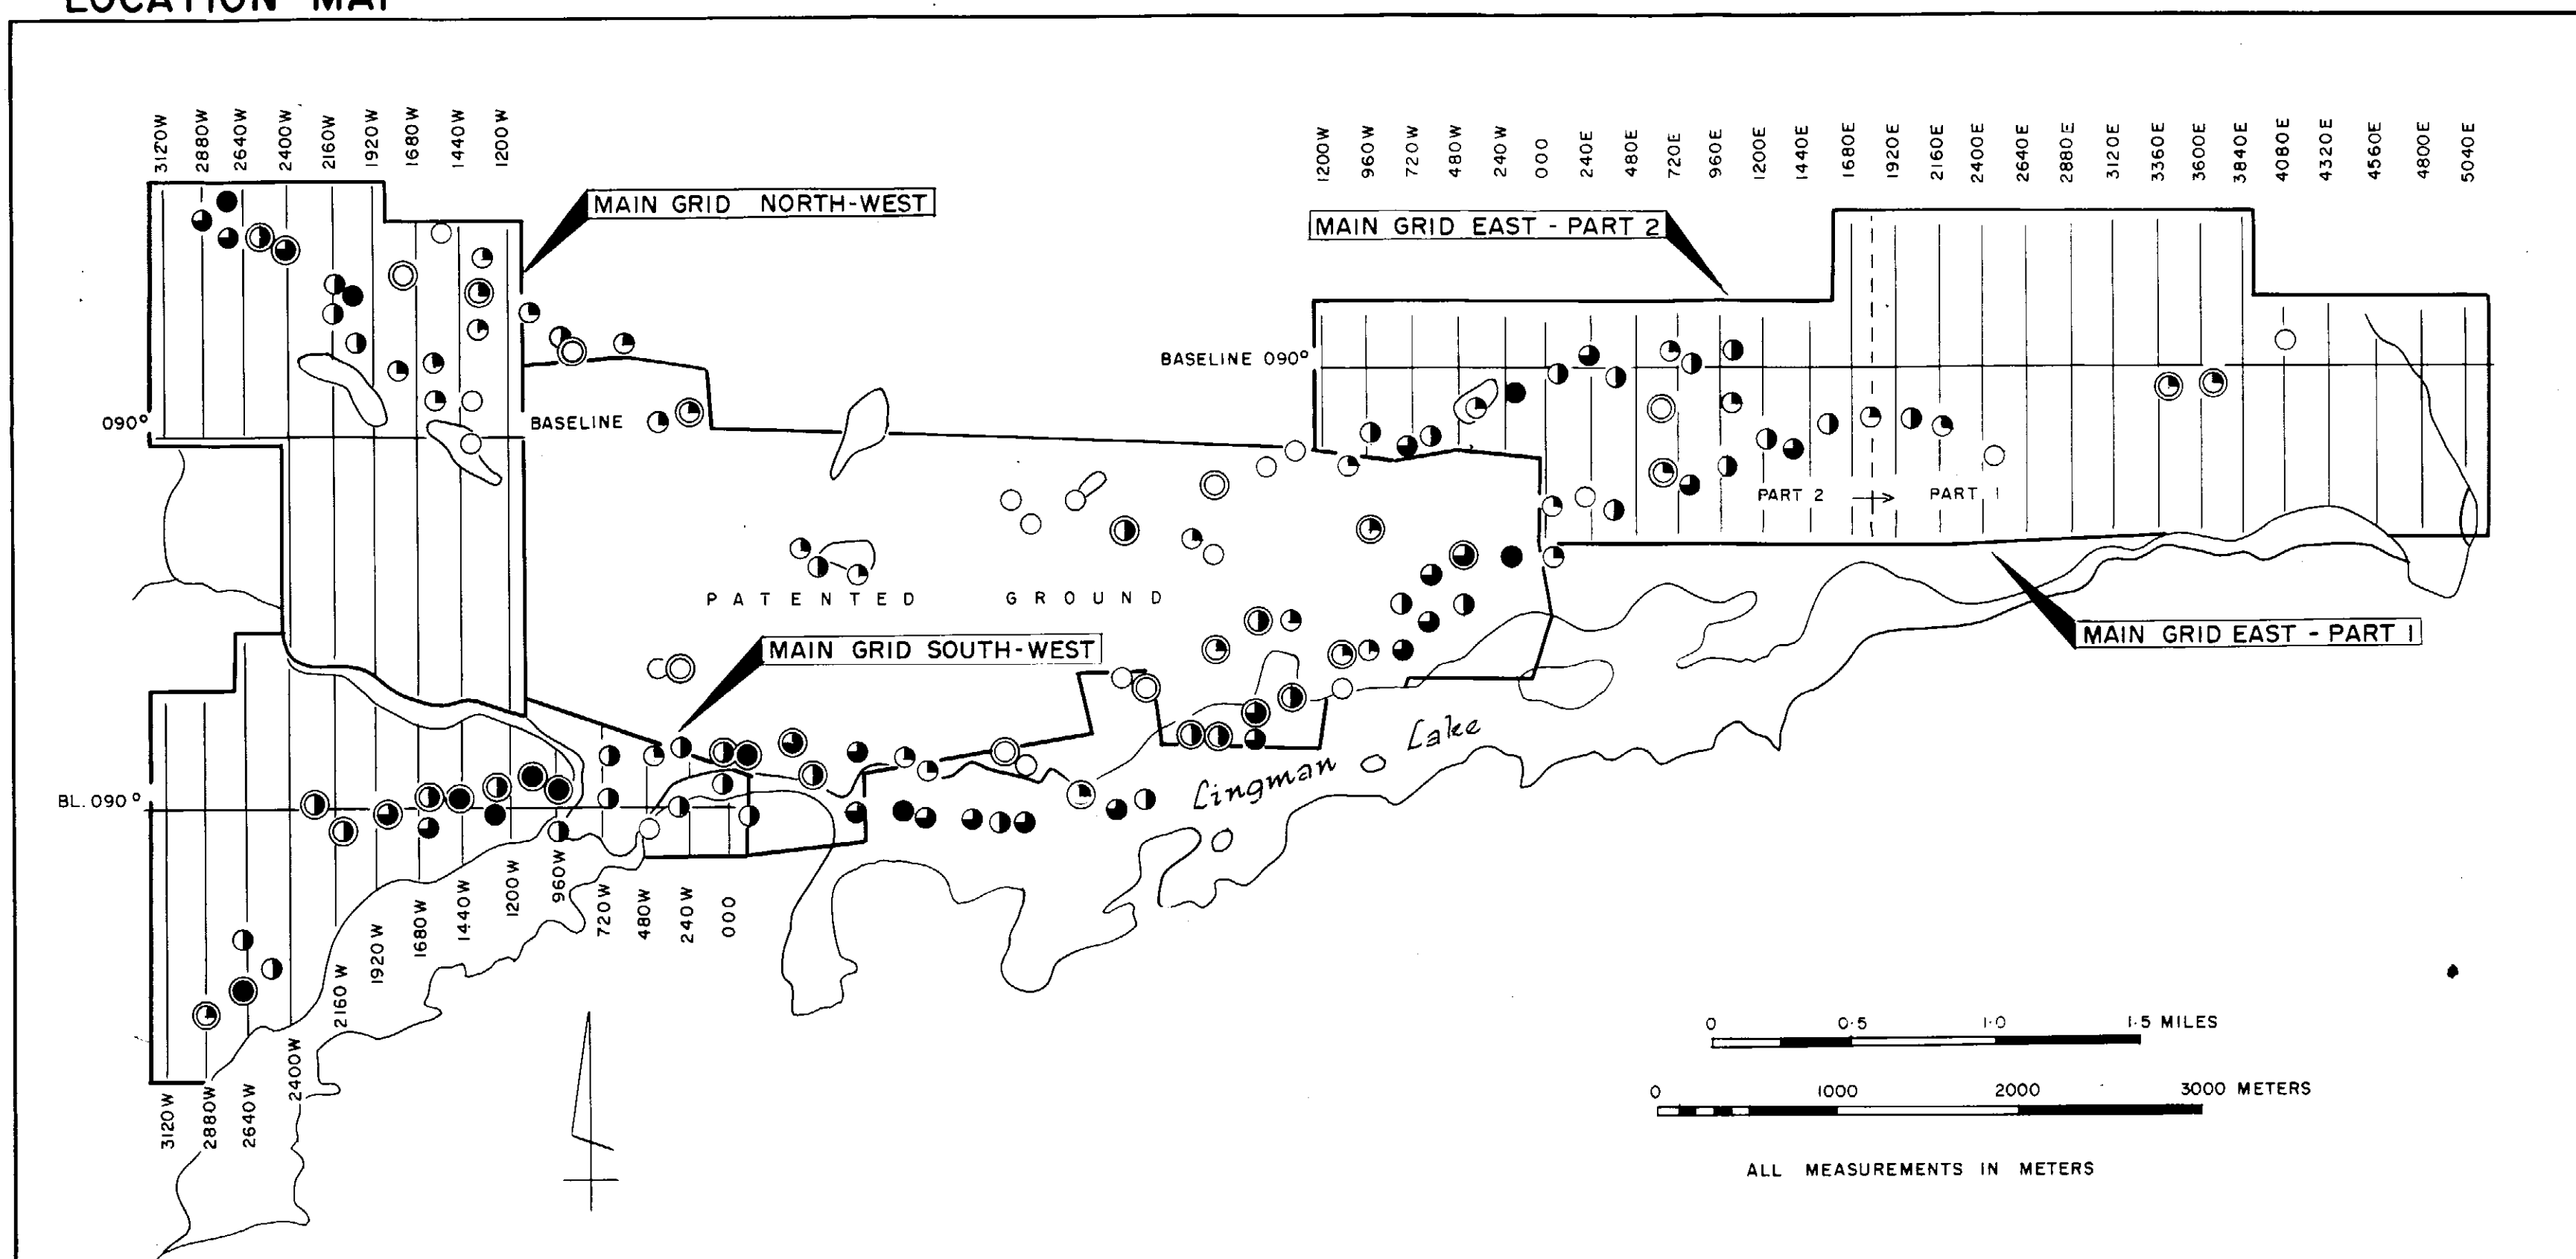 LOCATION MAP
3120W
2880W
2640W
2400W
2160W
1920W
1680W
1440W
1200W
1200W
960W
720W
480W
240W
000
240E
480E
720E
960E
1200E
1440E
1680E
1920E
2160E
2400E
2640E
2880E
3120E
3360E
3600E
3840E
4080E
4320E
4560E
4800E
5040E
MAIN GRID NORTH-WEST
MAIN GRID EAST - PART 2
BASELINE 090°
090°
BASELINE
PART 2
PART 1
PATENTED GROUND
MAIN GRID EAST - PART 1
MAIN GRID SOUTH-WEST
Lingman Lake
BL. 090°
960W
1200W
720W
480W
240W
000
1440W
1680W
1920W
2160W
2400W
2880W
3120W
2640W
0 0·5 1·0 1·5 MILES
0 1000 2000 3000 METERS
ALL MEASUREMENTS IN METERS